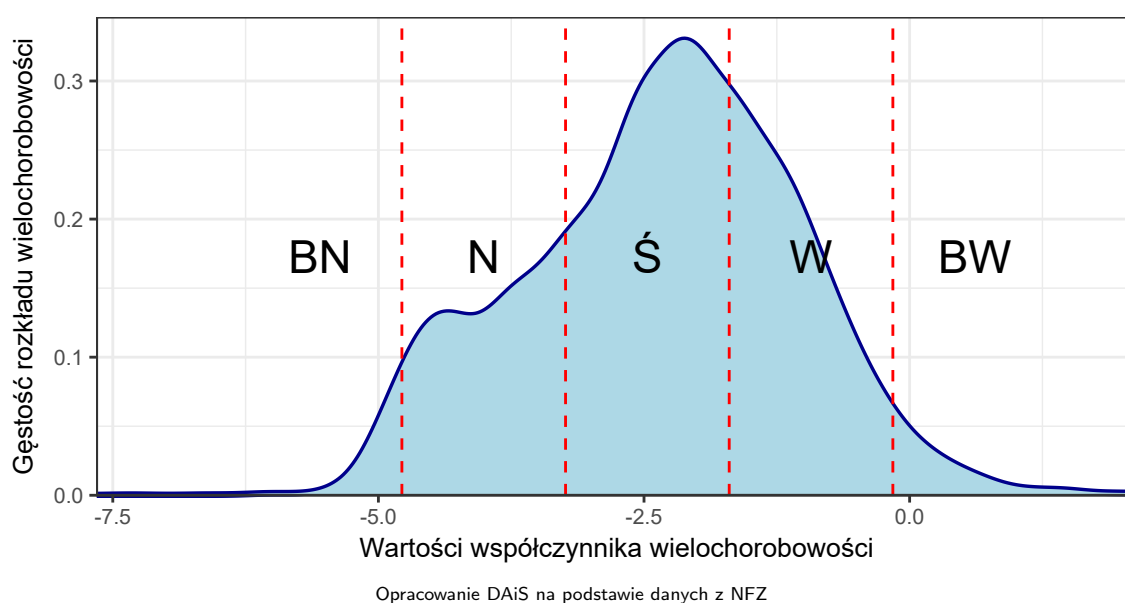 Gęstość rozkładu wielochorobowości
0.3
0.2
0.1
0.0
BN N Ś W BW
-7.5 -5.0 -2.5 0.0
Wartości współczynnika wielochorobowości
Opracowanie DAiS na podstawie danych z NFZ